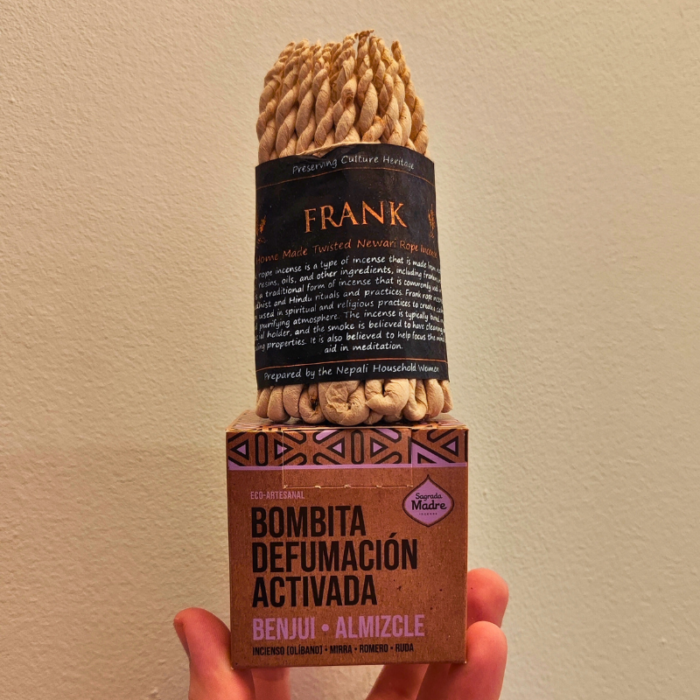 Preserving Culture Heritage
FRANK
Home Made Twisted Newari Rope Incense
rope incense is a type of incense that is made from
resins, oils, and other ingredients, including
a traditional form of incense that is commonly
and Hindu rituals and practices. Frank rope
used in spiritual and religious practices to create a
purifying atmosphere. The incense is typically
holder, and the smoke is believed to have
properties. It is also believed to help focus the
aid in meditation.
Prepared by the Nepali Household Women
ECO-ARTESANAL
Sagrada
Madre
BOMBITA
DEFUMACIÓN
ACTIVADA
BENJUI • ALMIZCLE
INCIENSO (OLÍBANO) • MIRRA • ROMERO • RUDA